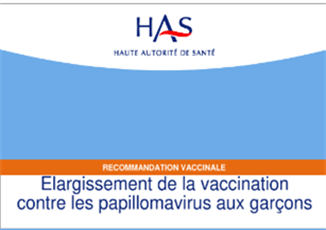 HAS
HAUTE AUTORITÉ DE SANTÉ
RECOMMANDATION VACCINALE
Elargissement de la vaccination
contre les papillomavirus aux garçons